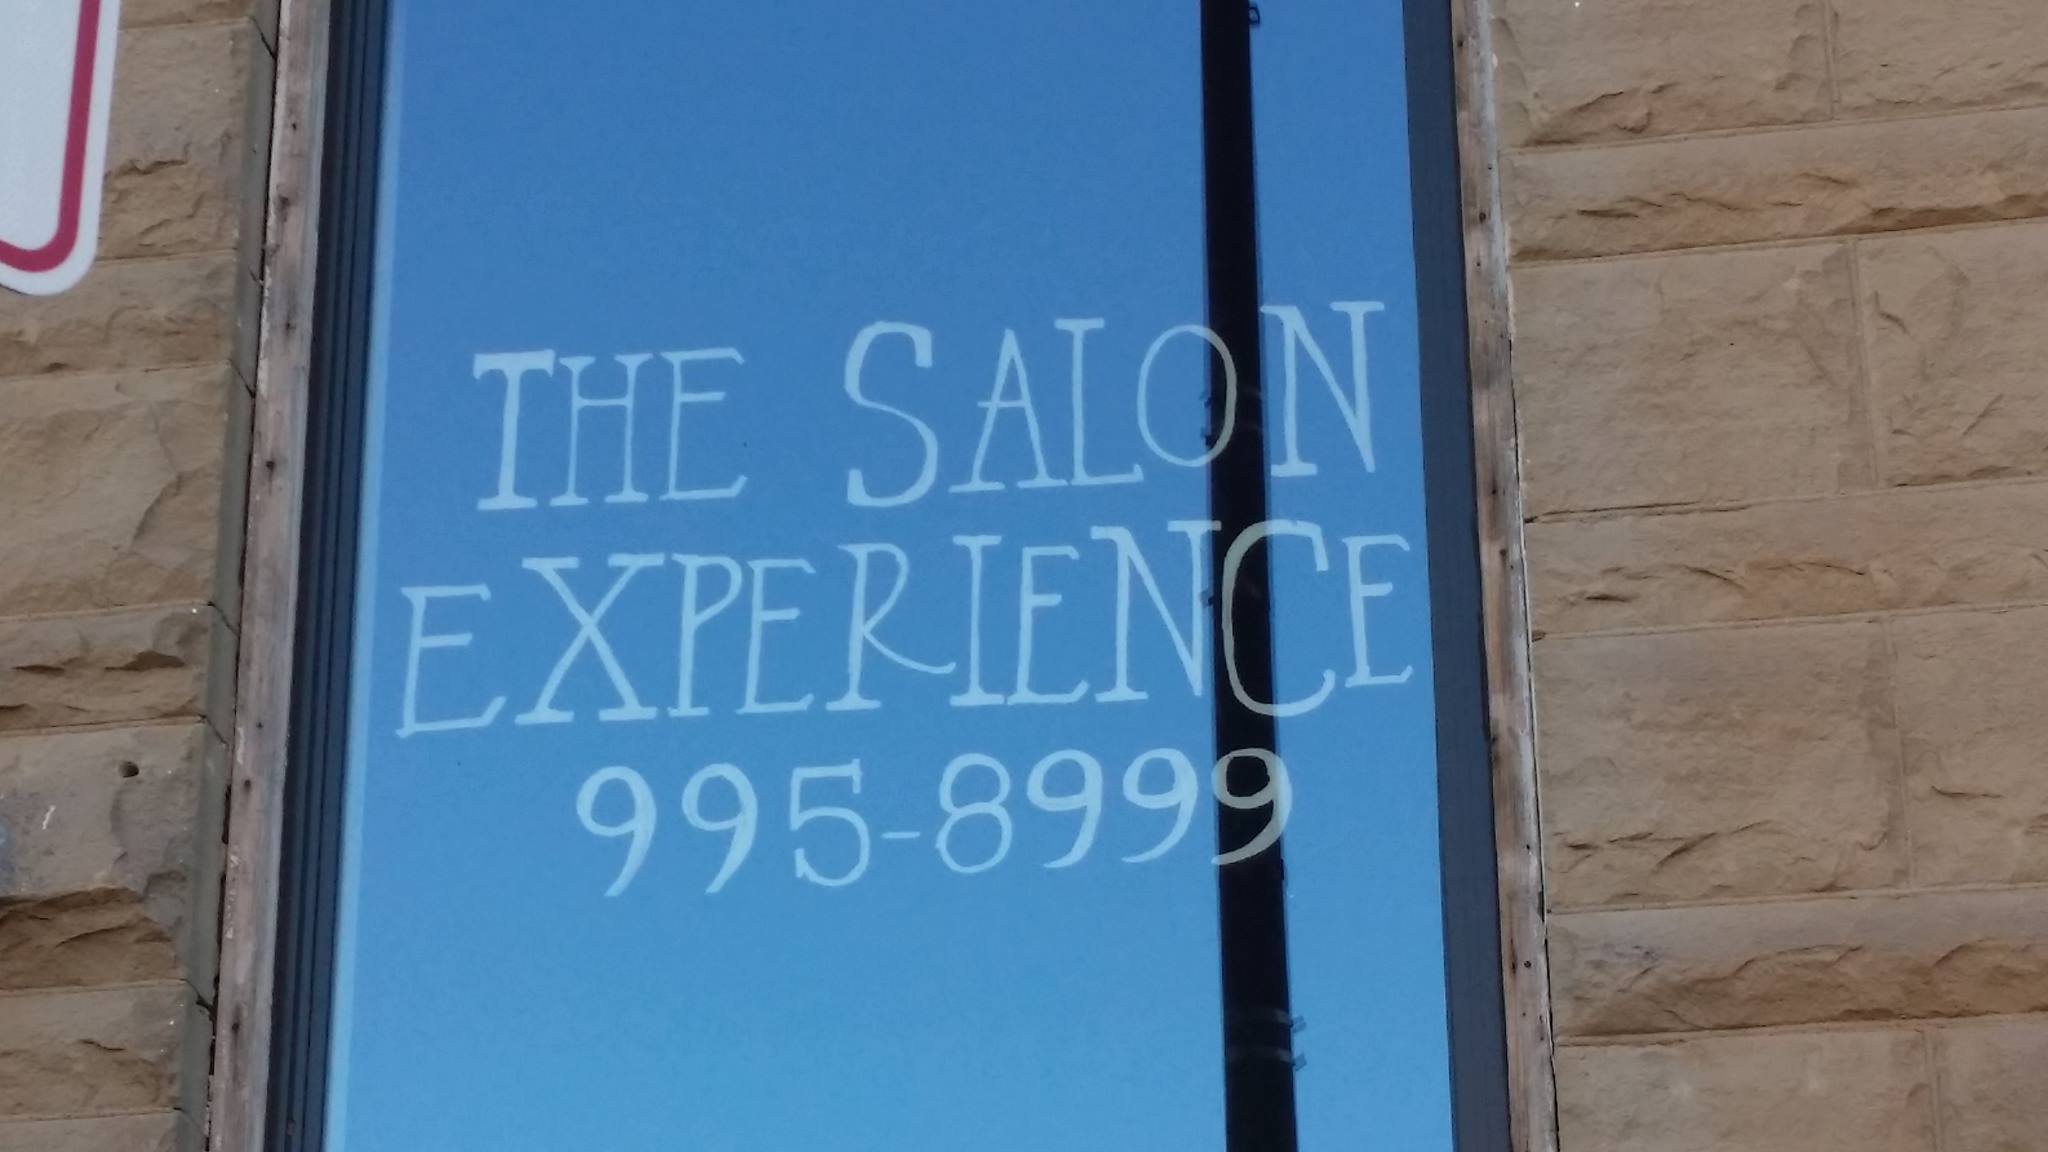 THE SALON
EXPERIENCE
995-8999